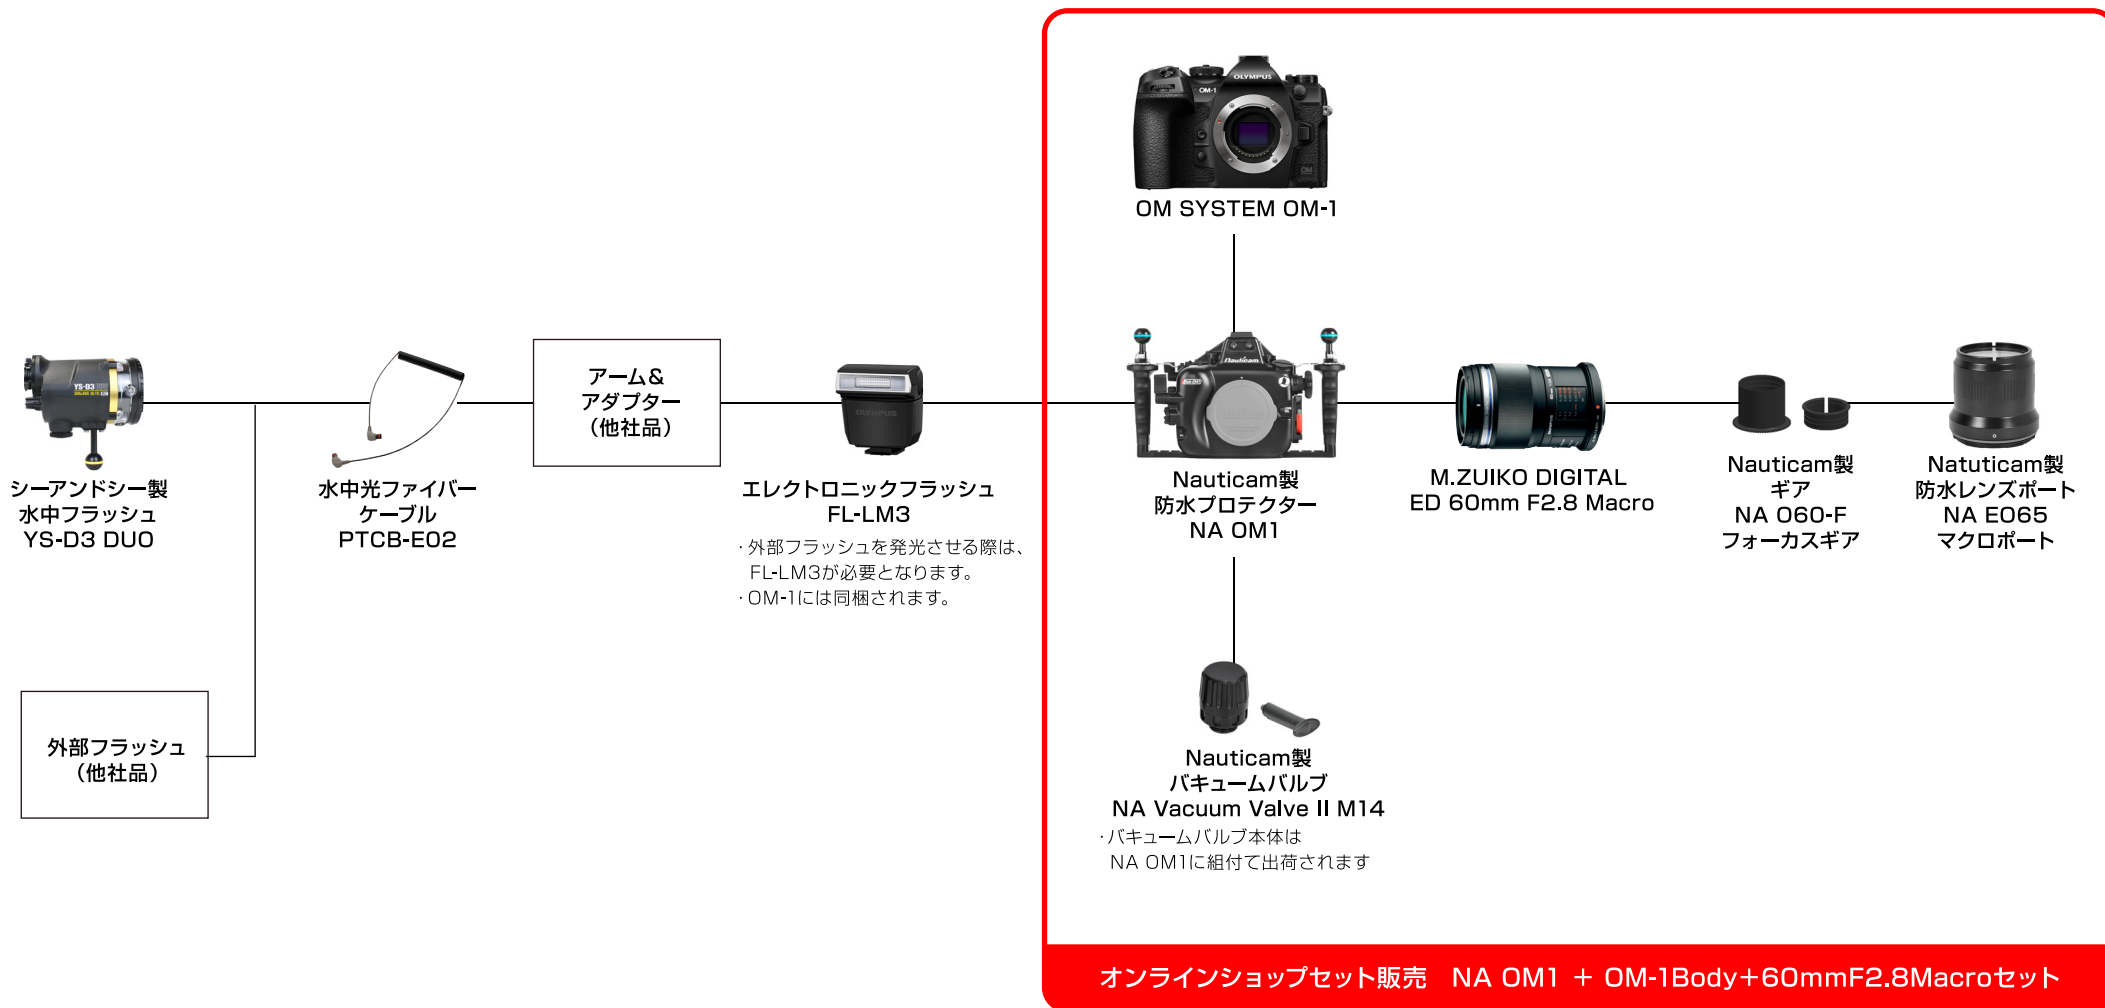 OLYMPUS
OM-1
OM
OM SYSTEM OM-1
YS-D3
シーアンドシー製
水中フラッシュ
YS-D3 DUO
水中光ファイバー
ケーブル
PTCB-E02
アーム&
アダプター
（他社品）
OLYMPUS
エレクトロニックフラッシュ
FL-LM3
・外部フラッシュを発光させる際は、
FL-LM3が必要となります。
・OM-1には同梱されます。
Nauticam
Nauticam製
防水プロテクター
NA OM1
M.ZUIKO DIGITAL
ED 60mm F2.8 Macro
Nauticam製
ギア
NA O60-F
フォーカスギア
Natuticam製
防水レンズポート
NA EO65
マクロポート
外部フラッシュ
（他社品）
Nauticam製
バキュームバルブ
NA Vacuum Valve II M14
・バキュームバルブ本体は
NA OM1に組付て出荷されます
オンラインショップセット販売　NA OM1 + OM-1Body+60mmF2.8Macroセット